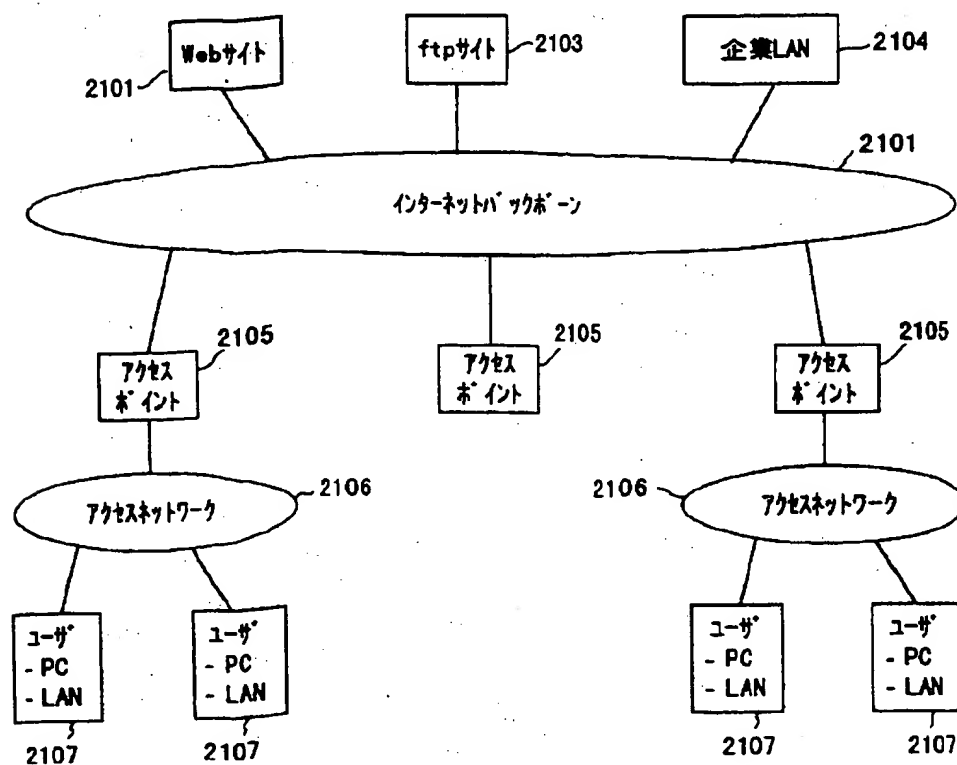 Webサイト
2101
ftpサイト
2103
企業LAN
2104
2101
インターネットバックボーン
2105
アクセス
ポイント
2105
アクセス
ポイント
2105
アクセス
ポイント
アクセスネットワーク
2106
2106
アクセスネットワーク
ユーザ
- PC
- LAN
ユーザ
- PC
- LAN
ユーザ
- PC
- LAN
ユーザ
- PC
- LAN
2107
2107
2107
2107